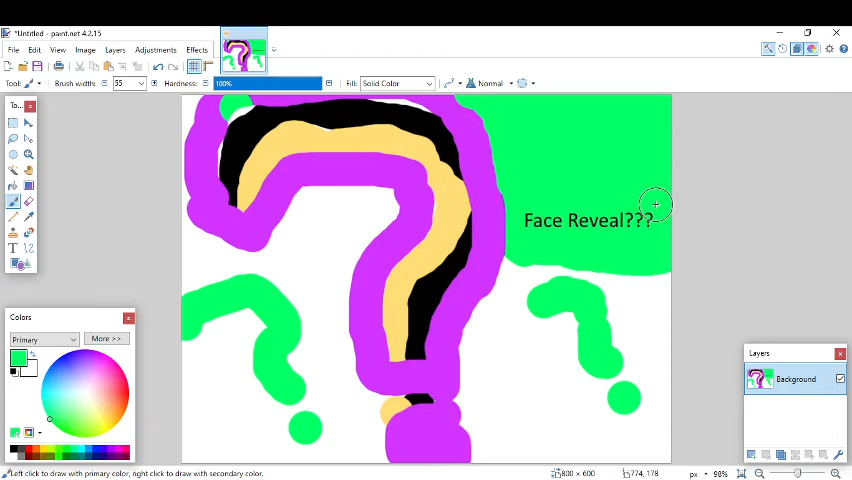 *Untitled - paint.net 4.2.15
File Edit View Image Layers Adjustments Effects
Tool: Brush width: 55 Hardness: 100% Fill: Solid Color Normal
To...
Face Reveal???
Colors
Primary More >>
Layers
Background
Left click to draw with primary color, right click to draw with secondary color. 800 × 600 774, 178 px 98%